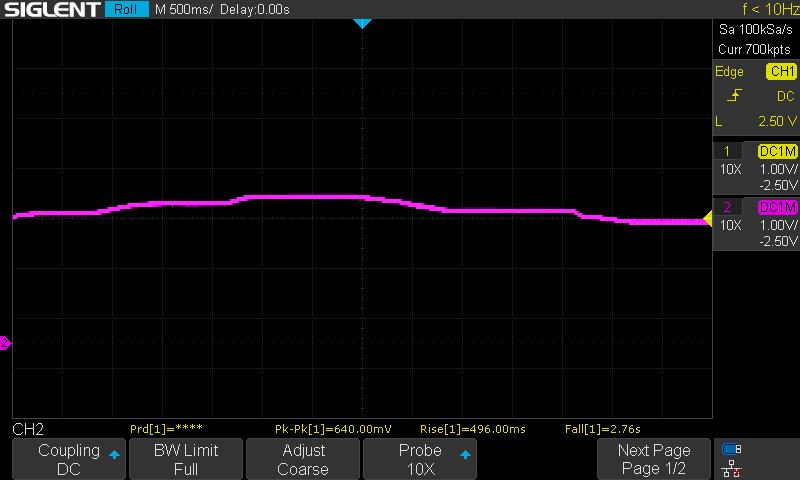 SIGLENT Roll M 500ms/ Delay:0.00s f < 10Hz
Sa 100kSa/s
Curr 700kpts
Edge CH1
DC
L 2.50 V
1 DC1M
10X 1.00V/
-2.50V
2 DC1M
10X 1.00V/
-2.50V
2
CH2 Prd[1]=**** Pk-Pk[1]=640.00mV Rise[1]=496.00ms Fall[1]=2.76s
Coupling
DC
BW Limit
Full
Adjust
Coarse
Probe
10X
Next Page
Page 1/2